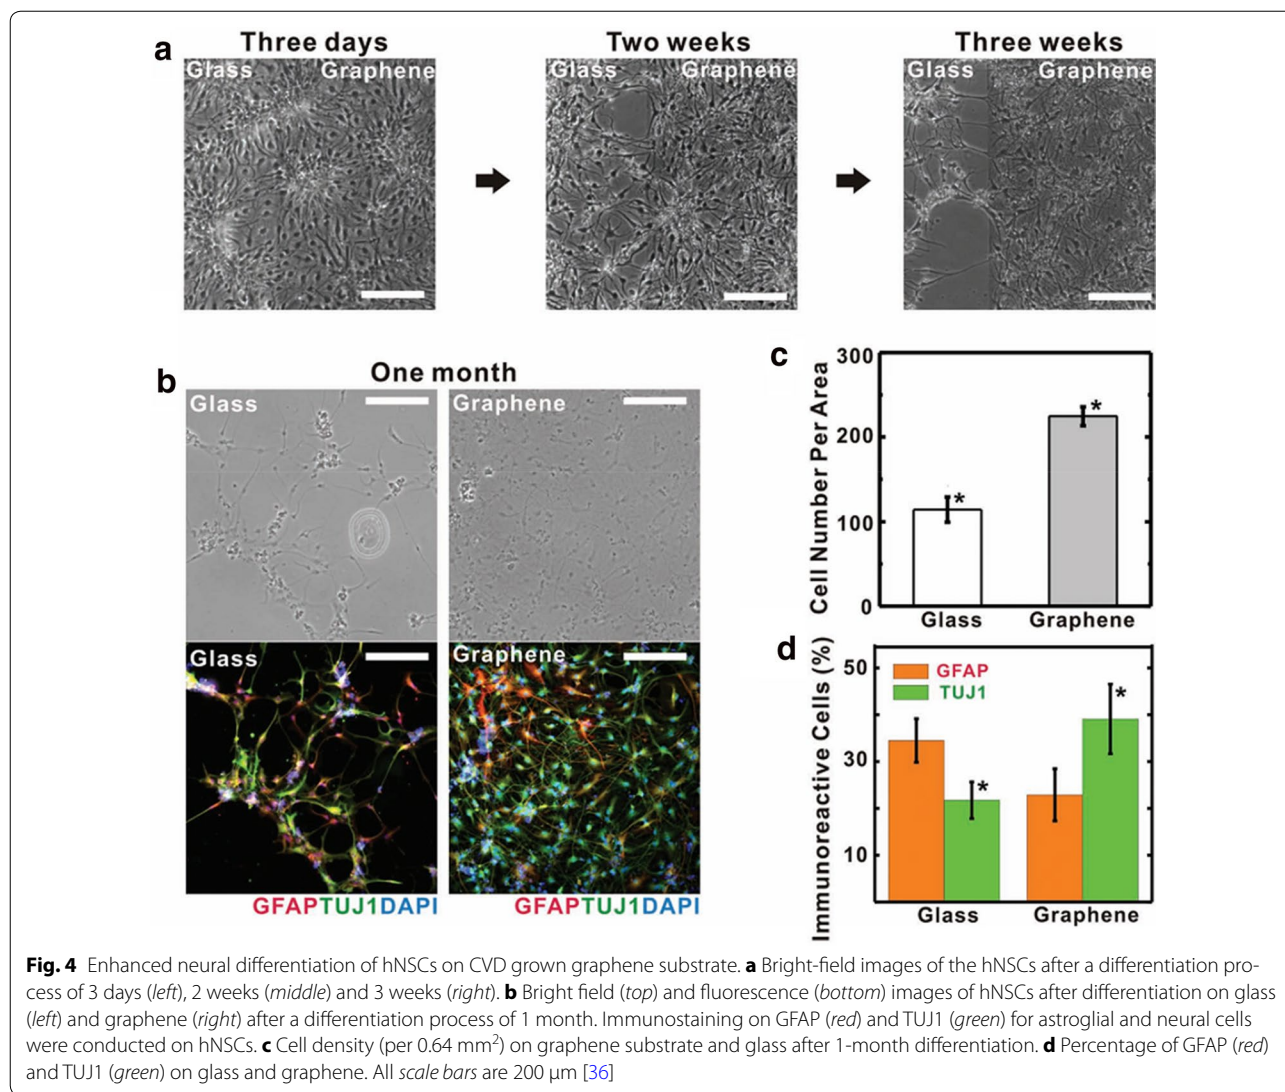 a
Three days
Two weeks
Three weeks
Glass
Graphene
Glass
Graphene
Glass
Graphene
b
One month
Glass
Graphene
Glass
Graphene
GFAPTUJ1DAPI
GFAPTUJ1DAPI
c
Cell Number Per Area
300
200
100
0
Glass
Graphene
*
*
d
Immunoreactive Cells (%)
50
30
10
GFAP
TUJ1
*
*
Glass
Graphene
Fig. 4 Enhanced neural differentiation of hNSCs on CVD grown graphene substrate. a Bright-field images of the hNSCs after a differentiation pro-
cess of 3 days (left), 2 weeks (middle) and 3 weeks (right). b Bright field (top) and fluorescence (bottom) images of hNSCs after differentiation on glass
(left) and graphene (right) after a differentiation process of 1 month. Immunostaining on GFAP (red) and TUJ1 (green) for astroglial and neural cells
were conducted on hNSCs. c Cell density (per 0.64 mm²) on graphene substrate and glass after 1-month differentiation. d Percentage of GFAP (red)
and TUJ1 (green) on glass and graphene. All scale bars are 200 μm [36]